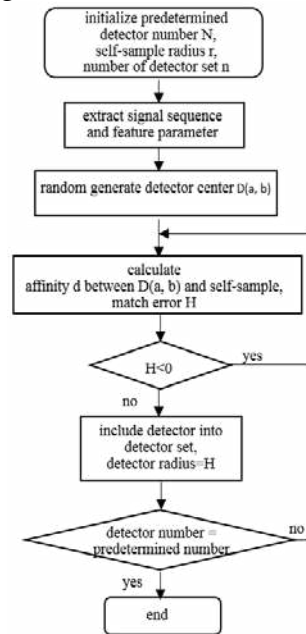 initialize predetermined
detector number N,
self-sample radius r,
number of detector set n
extract signal sequence
and feature parameter
random generate detector center D(a, b)
calculate
affinity d between D(a, b) and self-sample,
match error H
H<0
yes
no
include detector into
detector set,
detector radius=H
detector number =
predetermined number
no
yes
end